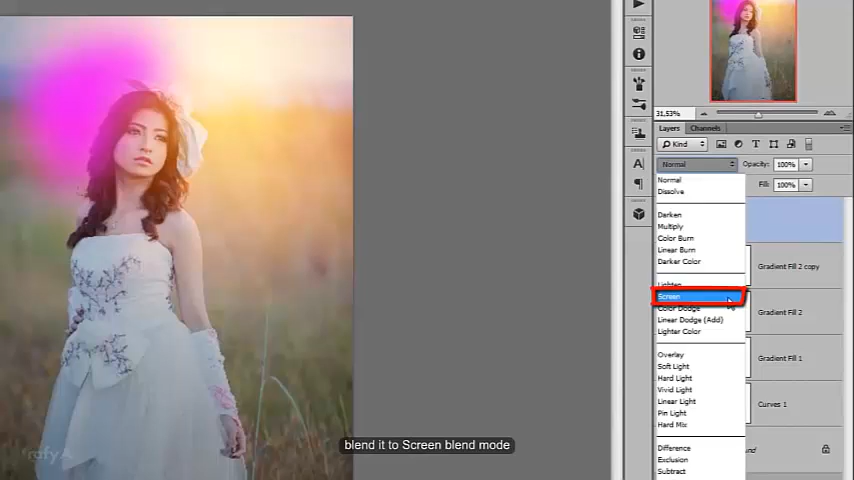 31,53%
Layers Channels
Kind
Normal Opacity: 100%
Fill: 100%
Normal
Dissolve
Darken
Multiply
Color Burn
Linear Burn
Darker Color
Lighten
Screen
Color Dodge
Linear Dodge (Add)
Lighter Color
Overlay
Soft Light
Hard Light
Vivid Light
Linear Light
Pin Light
Hard Mix
Difference
Exclusion
Subtract
Gradient Fill 2 copy
Gradient Fill 2
Gradient Fill 1
Curves 1
blend it to Screen blend mode